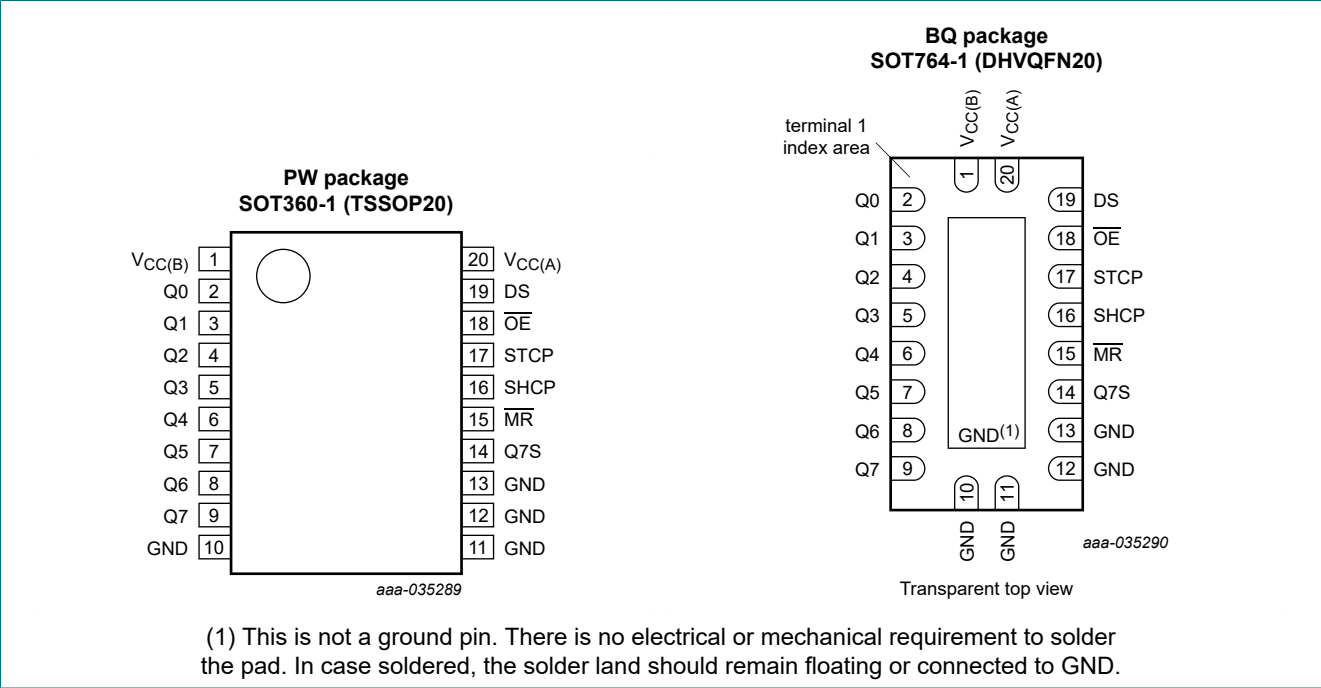 PW package
SOT360-1 (TSSOP20)
VCC(B) 1 20 VCC(A)
Q0 2 19 DS
Q1 3 18 O̅E̅
Q2 4 17 STCP
Q3 5 16 SHCP
Q4 6 15 M̅R̅
Q5 7 14 Q7S
Q6 8 13 GND
Q7 9 12 GND
GND 10 11 GND
aaa-035289
BQ package
SOT764-1 (DHVQFN20)
terminal 1
index area
VCC(B) VCC(A)
1 20
Q0 2 19 DS
Q1 3 18 O̅E̅
Q2 4 17 STCP
Q3 5 16 SHCP
Q4 6 15 M̅R̅
Q5 7 14 Q7S
Q6 8 GND(1) 13 GND
Q7 9 12 GND
10 11
GND GND
aaa-035290
Transparent top view
(1) This is not a ground pin. There is no electrical or mechanical requirement to solder
the pad. In case soldered, the solder land should remain floating or connected to GND.